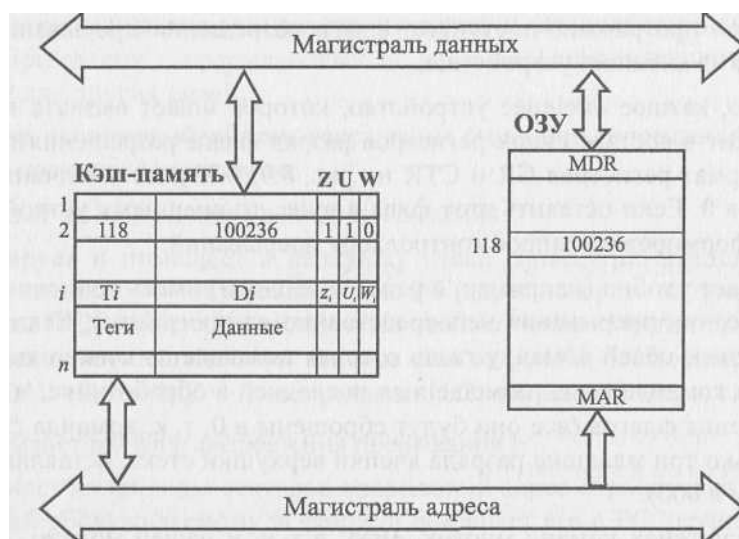 Магистраль данных
ОЗУ
MDR
Кэш-память
Z U W
1
2 118 100236 1 1 0
118 100236
i Ti Di Zi Ui Wi
Теги Данные
n
MAR
Магистраль адреса